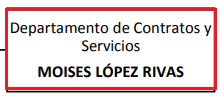 Departamento de Contratos y
Servicios
MOISES LÓPEZ RIVAS